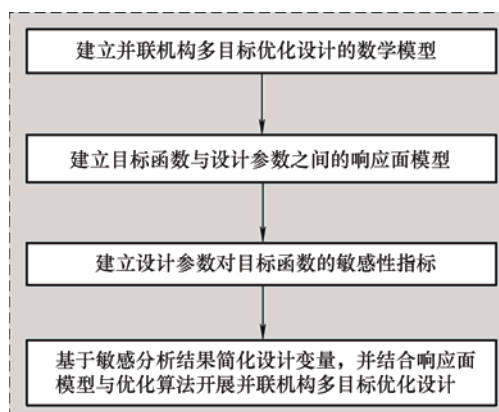 建立并联机构多目标优化设计的数学模型
建立目标函数与设计参数之间的响应面模型
建立设计参数对目标函数的敏感性指标
基于敏感分析结果简化设计变量，并结合响应面
模型与优化算法开展并联机构多目标优化设计